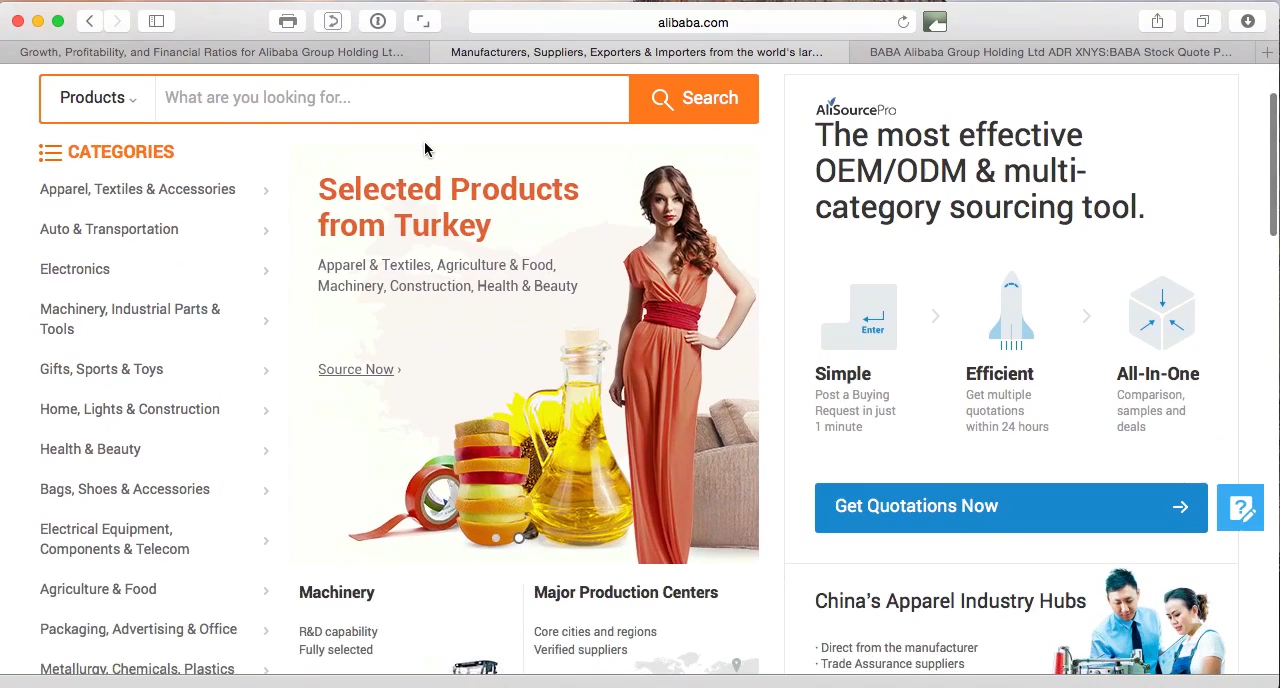 alibaba.com
Growth, Profitability, and Financial Ratios for Alibaba Group Holding Lt...
Manufacturers, Suppliers, Exporters & Importers from the world's lar...
BABA Alibaba Group Holding Ltd ADR XNYS:BABA Stock Quote P...
Products
What are you looking for...
Search
CATEGORIES
Apparel, Textiles & Accessories
Auto & Transportation
Electronics
Machinery, Industrial Parts &
Tools
Gifts, Sports & Toys
Home, Lights & Construction
Health & Beauty
Bags, Shoes & Accessories
Electrical Equipment,
Components & Telecom
Agriculture & Food
Packaging, Advertising & Office
Metallurgy, Chemicals, Plastics
Selected Products
from Turkey
Apparel & Textiles, Agriculture & Food,
Machinery, Construction, Health & Beauty
Source Now ›
Machinery
R&D capability
Fully selected
Major Production Centers
Core cities and regions
Verified suppliers
AliSourcePro
The most effective
OEM/ODM & multi-
category sourcing tool.
Enter
Simple
Post a Buying
Request in just
1 minute
Efficient
Get multiple
quotations
within 24 hours
All-In-One
Comparison,
samples and
deals
Get Quotations Now
China's Apparel Industry Hubs
· Direct from the manufacturer
· Trade Assurance suppliers